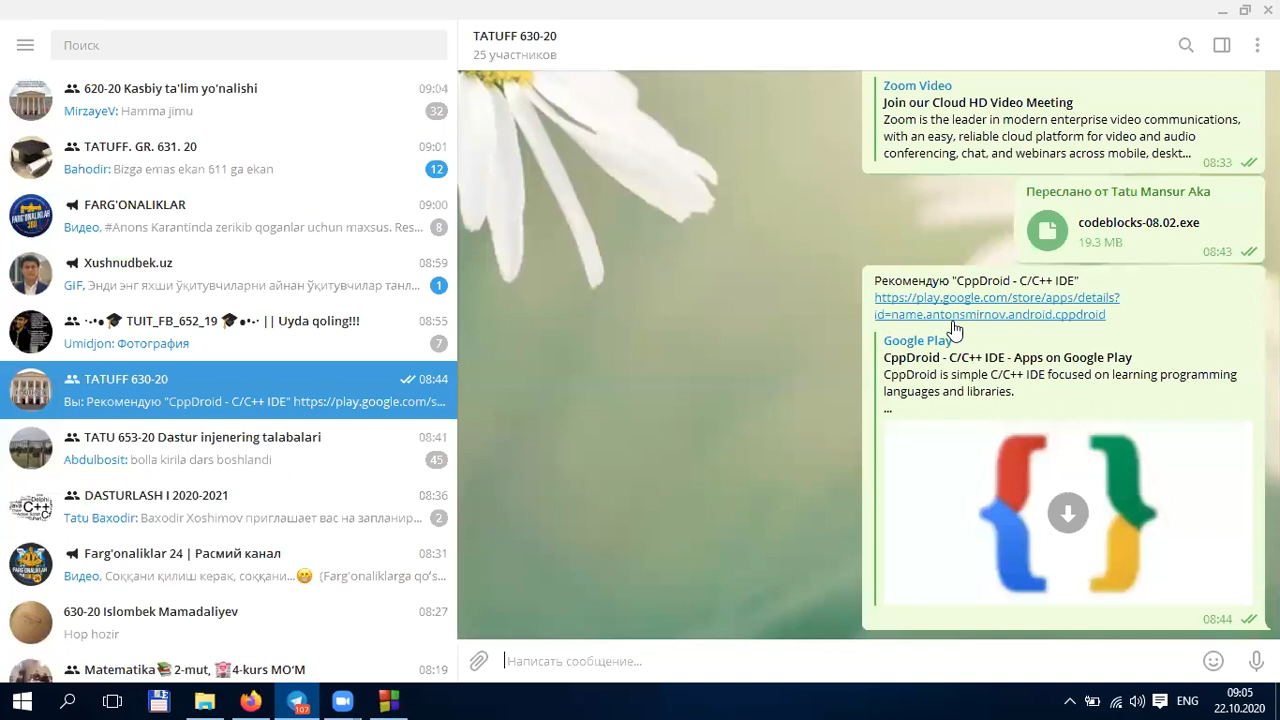 Поиск
620-20 Kasbiy ta'lim yo'nalishi 09:04
MirzayeV: Hamma jimu 32
TATUFF. GR. 631. 20 09:01
Bahodir: Bizga emas ekan 611 ga ekan 12
FARG'ONALIKLAR 09:00
Видео, #Anons Karantinda zerikib qoganlar uchun maxsus. Res... 8
Xushnudbek.uz 08:59
GIF, Энди энг яхши ўқитувчиларни айнан ўқитувчилар танл... 1
·-•●🎓 TUIT_FB_652_19 🎓●•-· || Uyda qoling!!! 08:55
Umidjon: Фотография 7
TATUFF 630-20 08:44
Вы: Рекомендую "CppDroid - C/C++ IDE" https://play.google.com/s...
TATU 653-20 Dastur injenering talabalari 08:41
Abdulbosit: bolla kirila dars boshlandi 45
DASTURLASH I 2020-2021 08:36
Tatu Baxodir: Baxodir Xoshimov приглашает вас на запланир... 2
Farg'onaliklar 24 | Расмий канал 08:31
Видео, Соққани қилиш керак, соққани...😁 (Farg'onaliklarga qo's...
630-20 Islombek Mamadaliyev 08:27
Hop hozir
Matematika📚2-mut, 👩‍🏫4-kurs MO'M 08:19
TATUFF 630-20
25 участников
Zoom Video
Join our Cloud HD Video Meeting
Zoom is the leader in modern enterprise video communications,
with an easy, reliable cloud platform for video and audio
conferencing, chat, and webinars across mobile, deskt...
08:33
Переслано от Tatu Mansur Aka
codeblocks-08.02.exe
19.3 MB
08:43
Рекомендую "CppDroid - C/C++ IDE"
https://play.google.com/store/apps/details?
id=name.antonsmirnov.android.cppdroid
Google Play
CppDroid - C/C++ IDE - Apps on Google Play
CppDroid is simple C/C++ IDE focused on learning programming
languages and libraries.
...
08:44
Написать сообщение...
107
ENG
09:05
22.10.2020